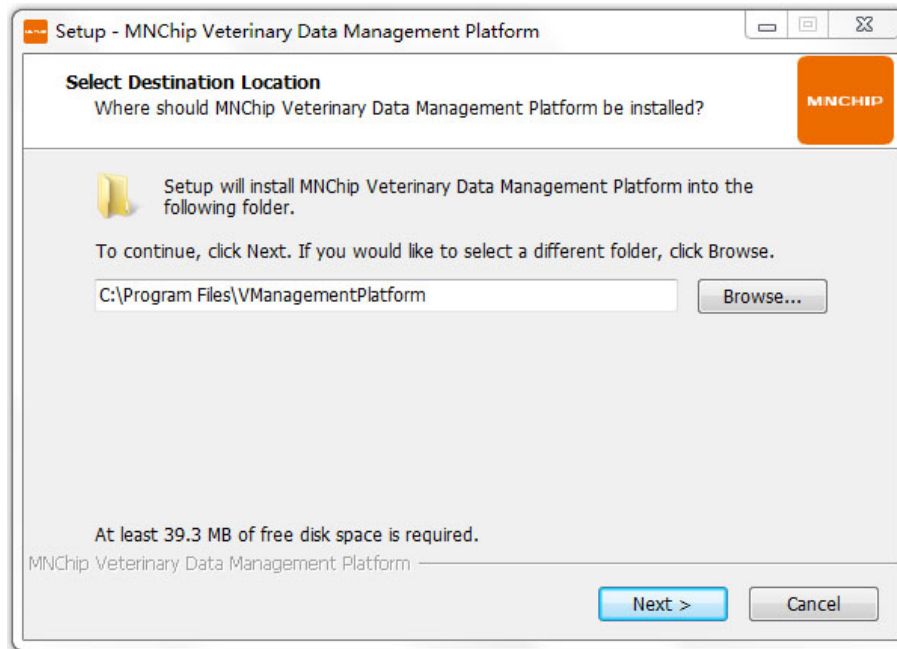 Setup - MNChip Veterinary Data Management Platform
Select Destination Location
Where should MNChip Veterinary Data Management Platform be installed?
MNCHIP
Setup will install MNChip Veterinary Data Management Platform into the
following folder.
To continue, click Next. If you would like to select a different folder, click Browse.
C:\Program Files\VManagementPlatform
Browse...
At least 39.3 MB of free disk space is required.
MNChip Veterinary Data Management Platform
Next >
Cancel